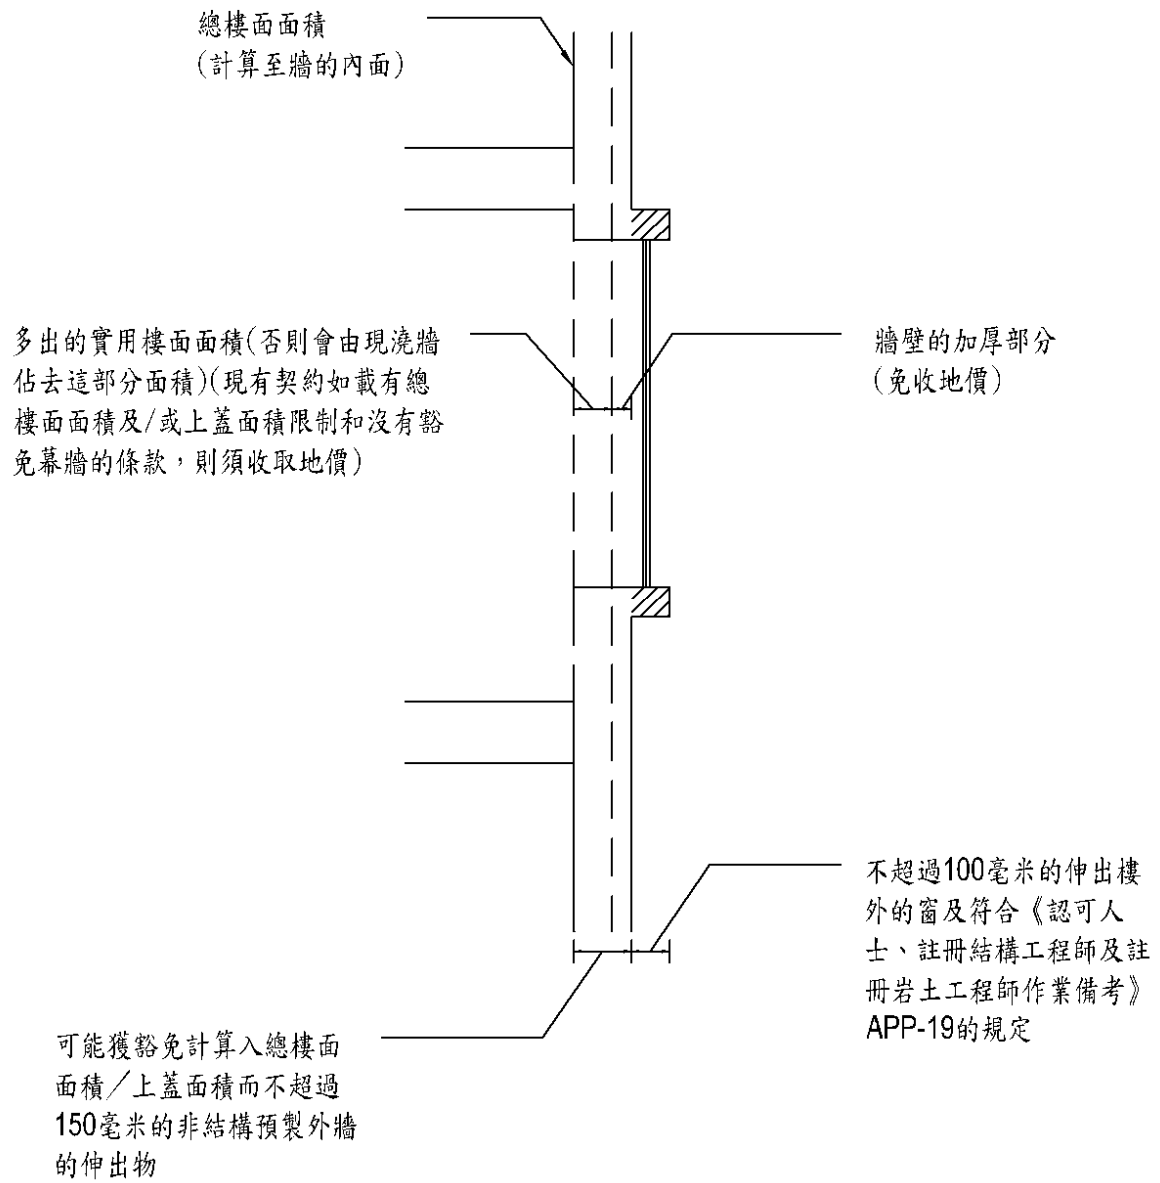 總樓面面積
(計算至牆的內面)
多出的實用樓面面積(否則會由現澆牆
佔去這部分面積)(現有契約如載有總
樓面面積及/或上蓋面積限制和沒有豁
免幕牆的條款，則須收取地價)
牆壁的加厚部分
(免收地價)
不超過100毫米的伸出樓
外的窗及符合《認可人
士、註冊結構工程師及註
冊岩土工程師作業備考》
APP-19的規定
可能獲豁免計算入總樓面
面積／上蓋面積而不超過
150毫米的非結構預製外牆
的伸出物